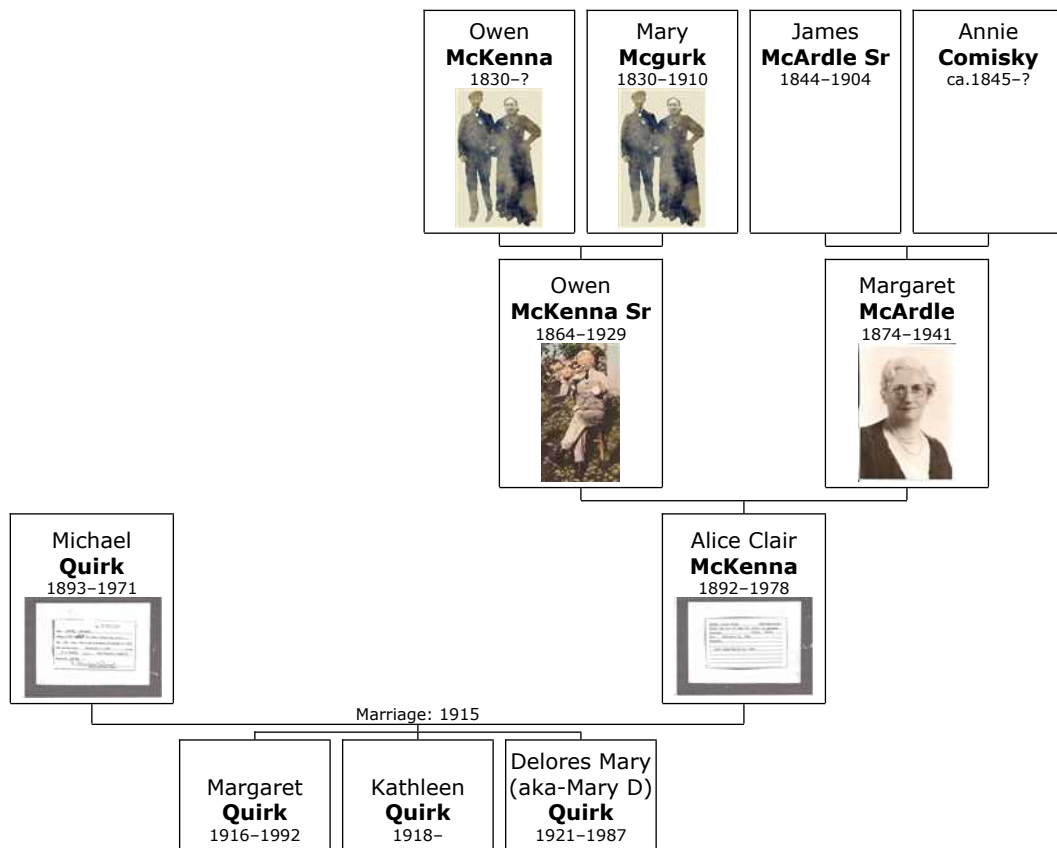 Owen
McKenna
1830–?
Mary
Mcgurk
1830–1910
James
McArdle Sr
1844–1904
Annie
Comisky
ca.1845–?
Owen
McKenna Sr
1864–1929
Margaret
McArdle
1874–1941
Michael
Quirk
1893–1971
Alice Clair
McKenna
1892–1978
Marriage: 1915
Margaret
Quirk
1916–1992
Kathleen
Quirk
1918–
Delores Mary
(aka-Mary D)
Quirk
1921–1987